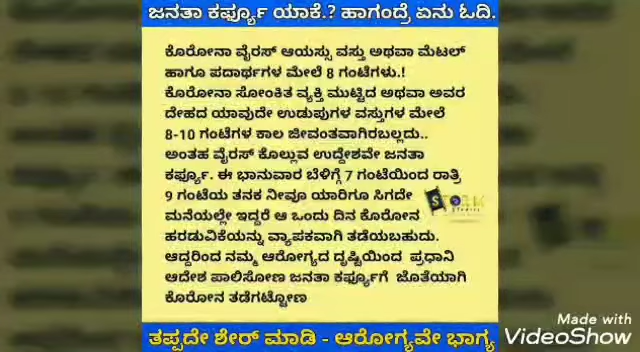 ಜನತಾ ಕರ್ಫ್ಯೂ ಯಾಕೆ.? ಹಾಗಂದ್ರೆ ಏನು ಓದಿ.
ಕೊರೋನಾ ವೈರಸ್ ಆಯಸ್ಸು ವಸ್ತು ಅಥವಾ ಮೆಟಲ್
ಹಾಗೂ ಪದಾರ್ಥಗಳ ಮೇಲೆ 8 ಗಂಟೆಗಳು.!
ಕೊರೋನಾ ಸೋಂಕಿತ ವ್ಯಕ್ತಿ ಮುಟ್ಟಿದ ಅಥವಾ ಅವರ
ದೇಹದ ಯಾವುದೇ ಉಡುಪುಗಳ ವಸ್ತುಗಳ ಮೇಲೆ
8-10 ಗಂಟೆಗಳ ಕಾಲ ಜೀವಂತವಾಗಿರಬಲ್ಲದು..
ಅಂತಹ ವೈರಸ್ ಕೊಲ್ಲುವ ಉದ್ದೇಶವೇ ಜನತಾ
ಕರ್ಫ್ಯೂ. ಈ ಭಾನುವಾರ ಬೆಳಿಗ್ಗೆ 7 ಗಂಟೆಯಿಂದ ರಾತ್ರಿ
9 ಗಂಟೆಯ ತನಕ ನೀವೂ ಯಾರಿಗೂ ಸಿಗದೇ
ಮನೆಯಲ್ಲೇ ಇದ್ದರೆ ಆ ಒಂದು ದಿನ ಕೊರೋನ
ಹರಡುವಿಕೆಯನ್ನು ವ್ಯಾಪಕವಾಗಿ ತಡೆಯಬಹುದು.
ಆದ್ದರಿಂದ ನಮ್ಮ ಆರೋಗ್ಯದ ದೃಷ್ಟಿಯಿಂದ ಪ್ರಧಾನಿ
ಆದೇಶ ಪಾಲಿಸೋಣ ಜನತಾ ಕರ್ಫ್ಯೂಗೆ ಜೊತೆಯಾಗಿ
ಕೊರೋನ ತಡೆಗಟ್ಟೋಣ
ತಪ್ಪದೇ ಶೇರ್ ಮಾಡಿ - ಆರೋಗ್ಯವೇ ಭಾಗ್ಯ
Made with
VideoShow